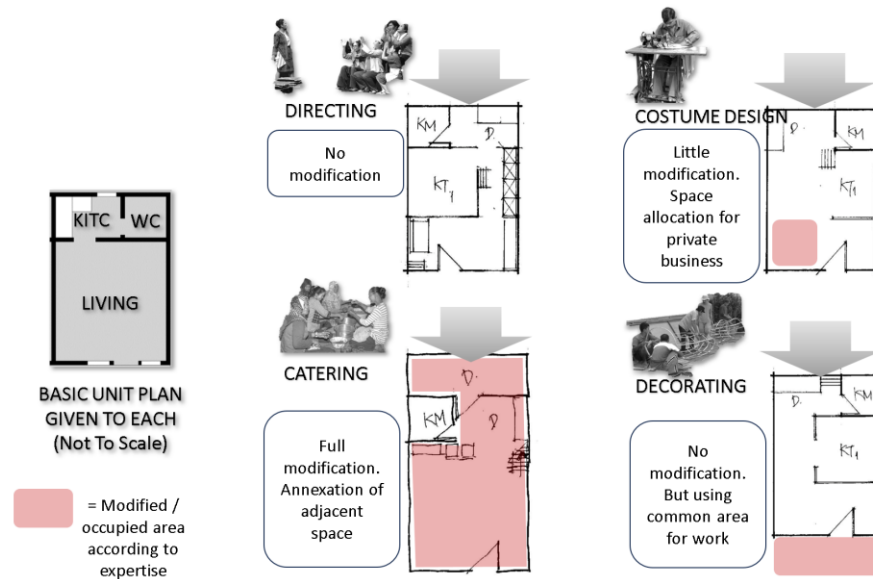 DIRECTING
No
modification
KM
D.
KT1
COSTUME DESIGN
Little
modification.
Space
allocation for
private
business
D.
KM
KT1
KITC
WC
LIVING
BASIC UNIT PLAN
GIVEN TO EACH
(Not To Scale)
= Modified /
occupied area
according to
expertise
CATERING
Full
modification.
Annexation of
adjacent
space
D.
KM
D
DECORATING
No
modification.
But using
common area
for work
D.
KM
KT1